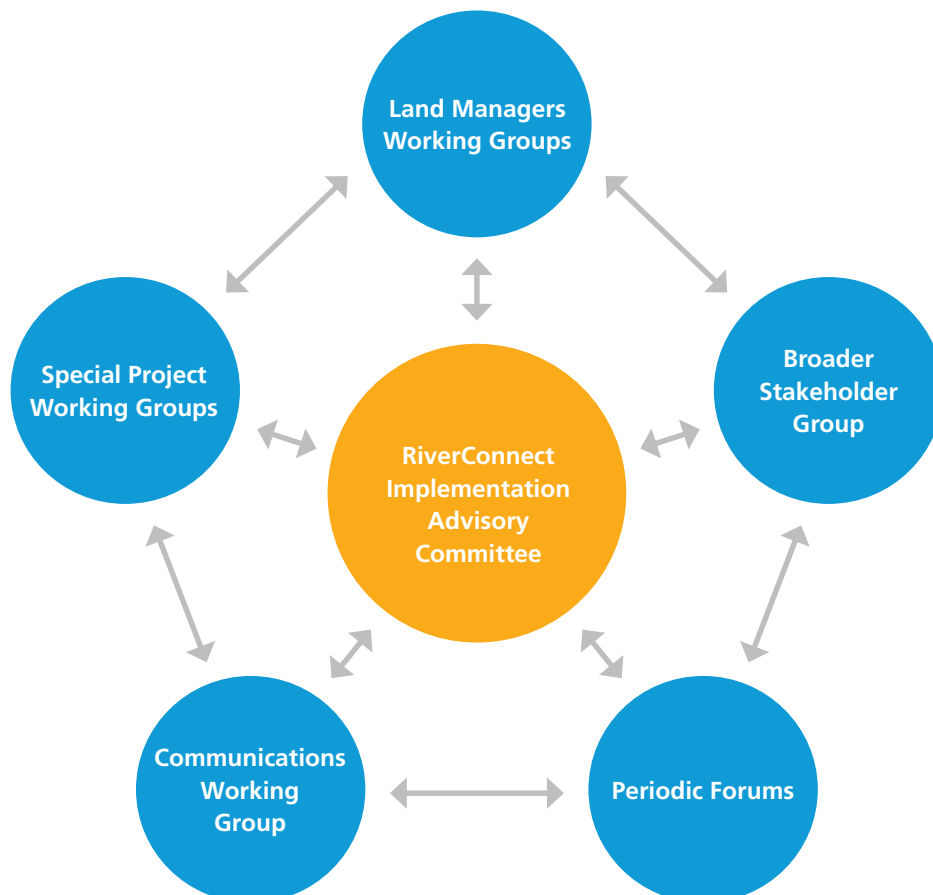 Land Managers
Working Groups
Special Project
Working Groups
Broader
Stakeholder
Group
RiverConnect
Implementation
Advisory
Committee
Communications
Working
Group
Periodic Forums